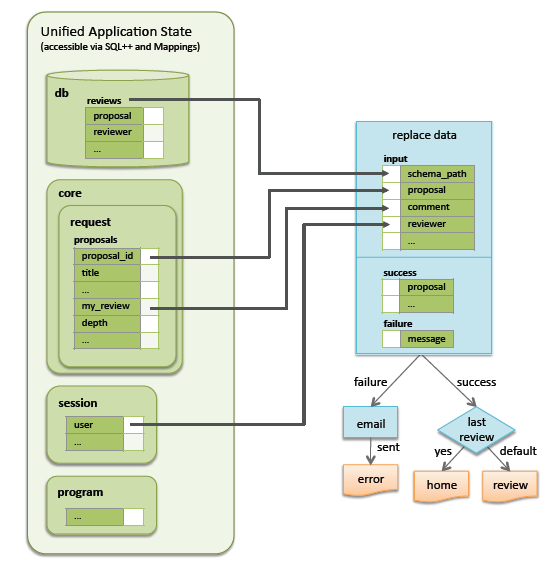 Unified Application State
(accessible via SQL++ and Mappings)
db
reviews
proposal
reviewer
...
core
request
proposals
proposal_id
title
...
my_review
depth
...
session
user
...
program
...
replace data
input
schema_path
proposal
comment
reviewer
...
success
proposal
...
failure
message
failure
success
email
last
review
sent
yes
default
error
home
review